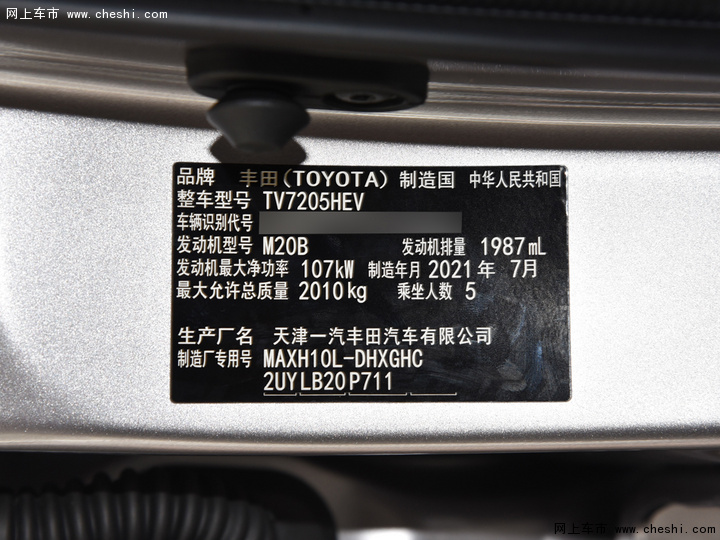 网上车市 www.cheshi.com
品牌 丰田(TOYOTA) 制造国 中华人民共和国
整车型号 TV7205HEV
车辆识别代号
发动机型号 M20B 发动机排量 1987mL
发动机最大净功率 107kW 制造年月 2021年 7月
最大允许总质量 2010kg 乘坐人数 5
生产厂名 天津一汽丰田汽车有限公司
制造厂专用号 MAXH10L-DHXGHC
2UYLB20P711
网上车市 www.cheshi.com